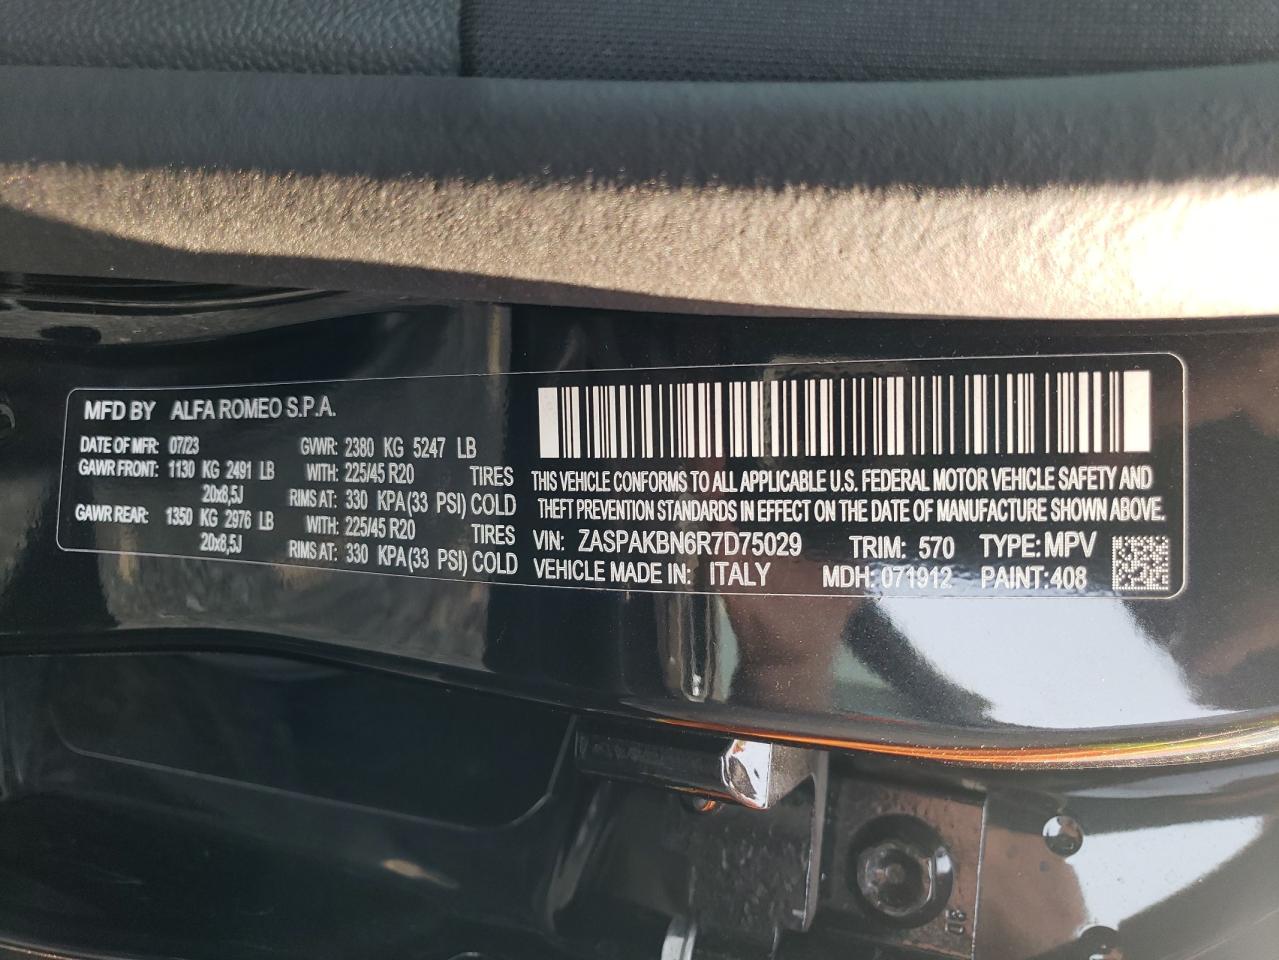 MFD BY ALFA ROMEO S.P.A.
DATE OF MFR: 07/23 GVWR: 2380 KG 5247 LB
GAWR FRONT: 1130 KG 2491 LB WITH: 225/45 R20 TIRES
20x8,5J RIMS AT: 330 KPA(33 PSI) COLD
GAWR REAR: 1350 KG 2976 LB WITH: 225/45 R20 TIRES
20x8,5J RIMS AT: 330 KPA(33 PSI) COLD
THIS VEHICLE CONFORMS TO ALL APPLICABLE U.S. FEDERAL MOTOR VEHICLE SAFETY AND
THEFT PREVENTION STANDARDS IN EFFECT ON THE DATE OF MANUFACTURE SHOWN ABOVE.
VIN: ZASPAKBN6R7D75029 TRIM: 570 TYPE: MPV
VEHICLE MADE IN: ITALY MDH: 071912 PAINT: 408